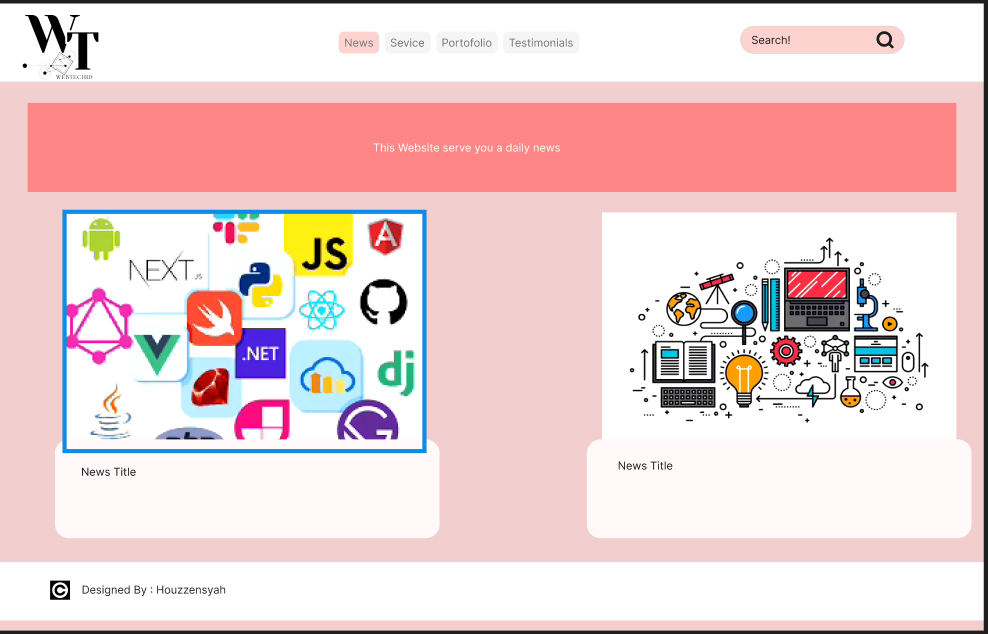 WT
WEBTECHID
News Sevice Portofolio Testimonials
Search!
This Website serve you a daily news
NEXT.JS
JS
A
.NET
dj
php
News Title
News Title
Designed By : Houzzensyah